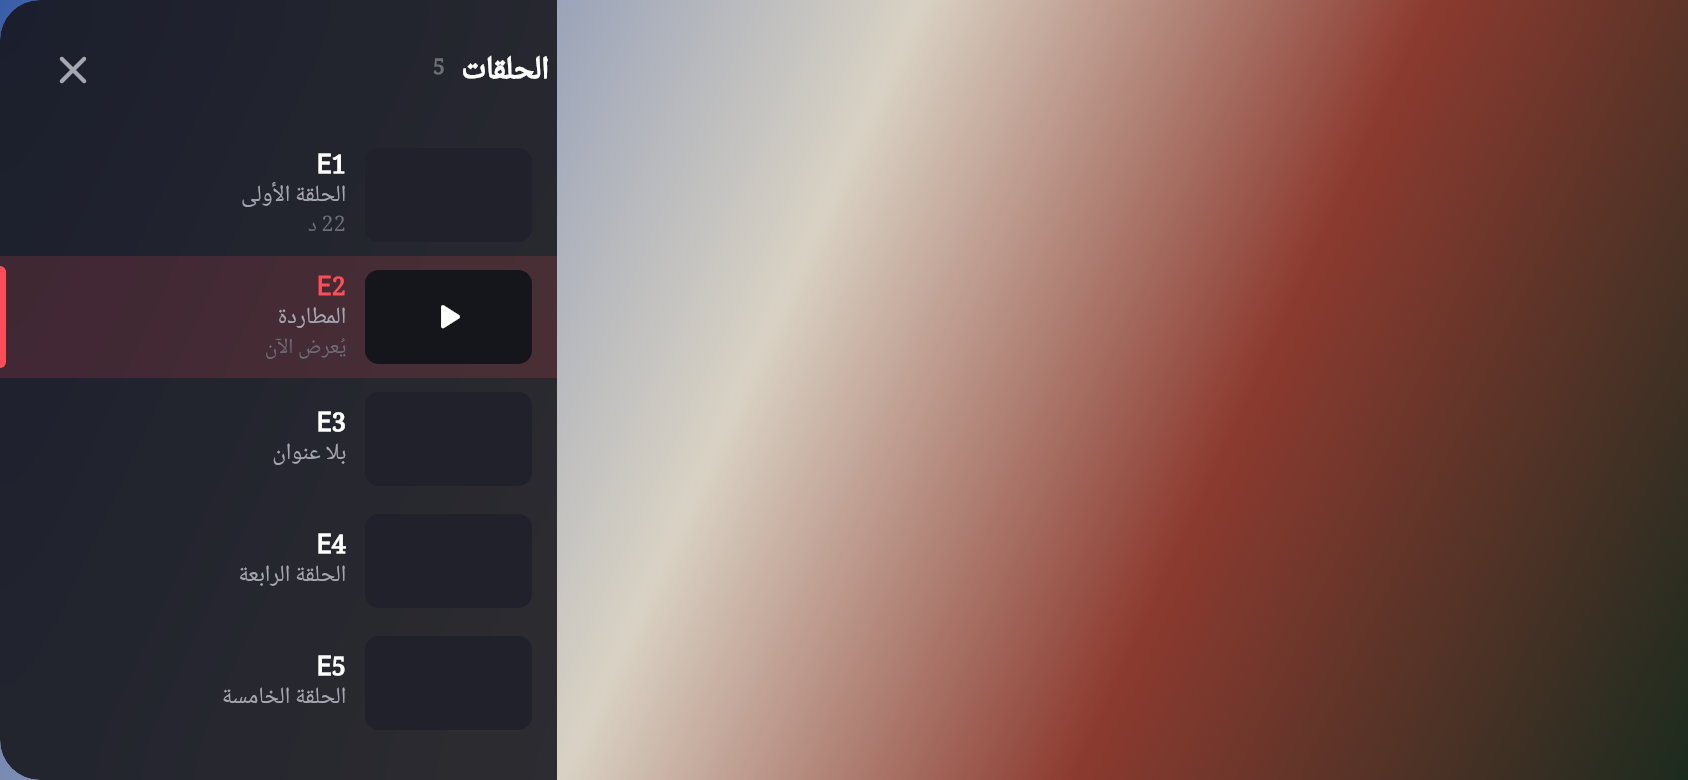 الحلقات 5
E1
الحلقة الأولى
22 د
E2
المطاردة
يُعرض الآن
E3
بلا عنوان
E4
الحلقة الرابعة
E5
الحلقة الخامسة